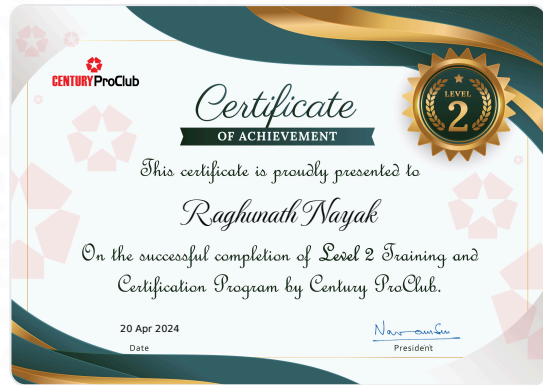 CENTURY ProClub
LEVEL
2
Certificate
OF ACHIEVEMENT
This certificate is proudly presented to
Raghunath Nayak
On the successful completion of Level 2 Training and
Certification Program by Century ProClub.
20 Apr 2024
Date
President